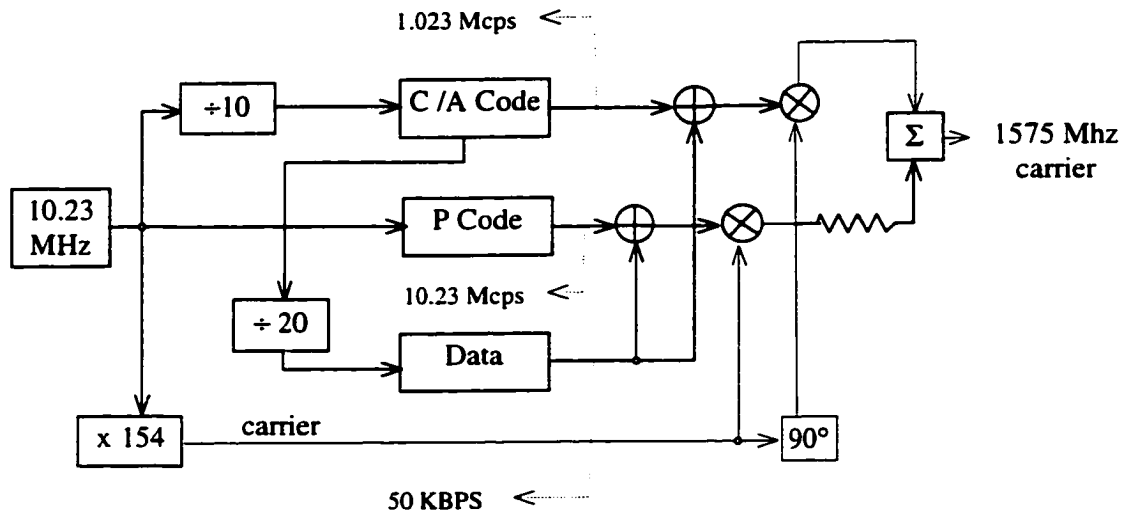 1.023 Mcps
÷10
C /A Code
Σ
1575 Mhz
carrier
10.23
MHz
P Code
10.23 Mcps
÷ 20
Data
x 154
carrier
90°
50 KBPS